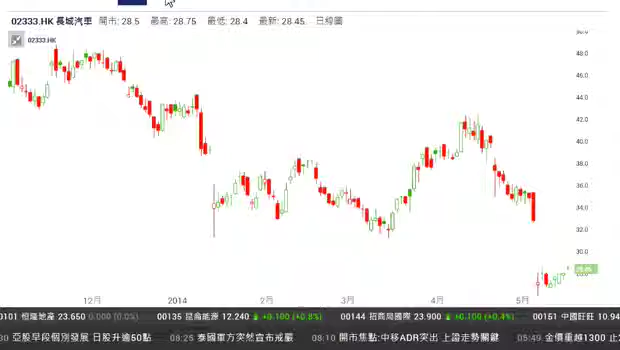 02333.HK 長城汽車 開市: 28.5 最高: 28.75 最低: 28.4 最新: 28.45. 日線圖
02333.HK
48.0
46.0
44.0
42.0
40.0
38.0
36.0
34.0
32.0
30.0
28.45
12月 2014 2月 3月 4月 5月
0101 恒隆地產 23.650 0.000 (0.0%) 00135 昆侖能源 12.240 +0.100 (+0.8%) 00144 招商局國際 23.900 +0.100 (+0.4%) 00151 中國旺旺 10.94
30 亞股早段個別發展 日股升逾50點 08:25 泰國軍方突然宣布戒嚴 08:10 開市焦點:中移ADR突出 上證走勢關鍵 05:49 金價重越1300 止2